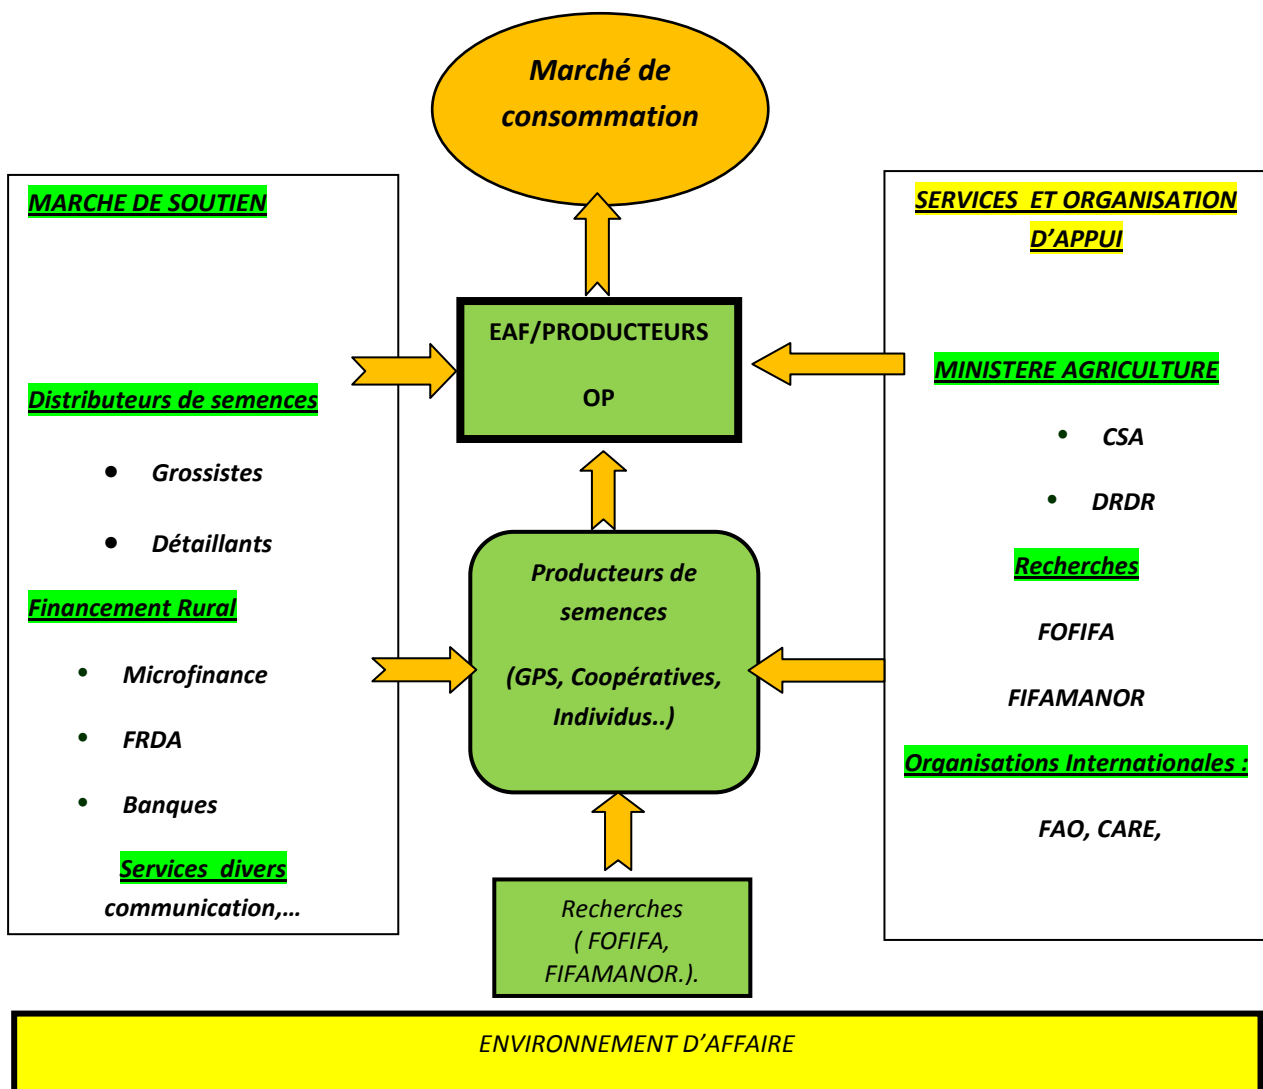 Marché de
consommation
MARCHE DE SOUTIEN
Distributeurs de semences
• Grossistes
• Détaillants
Financement Rural
• Microfinance
• FRDA
• Banques
Services divers
communication,…
EAF/PRODUCTEURS
OP
Producteurs de
semences
(GPS, Coopératives,
Individus..)
Recherches
( FOFIFA,
FIFAMANOR.).
SERVICES ET ORGANISATION
D’APPUI
MINISTERE AGRICULTURE
• CSA
• DRDR
Recherches
FOFIFA
FIFAMANOR
Organisations Internationales :
FAO, CARE,
ENVIRONNEMENT D’AFFAIRE